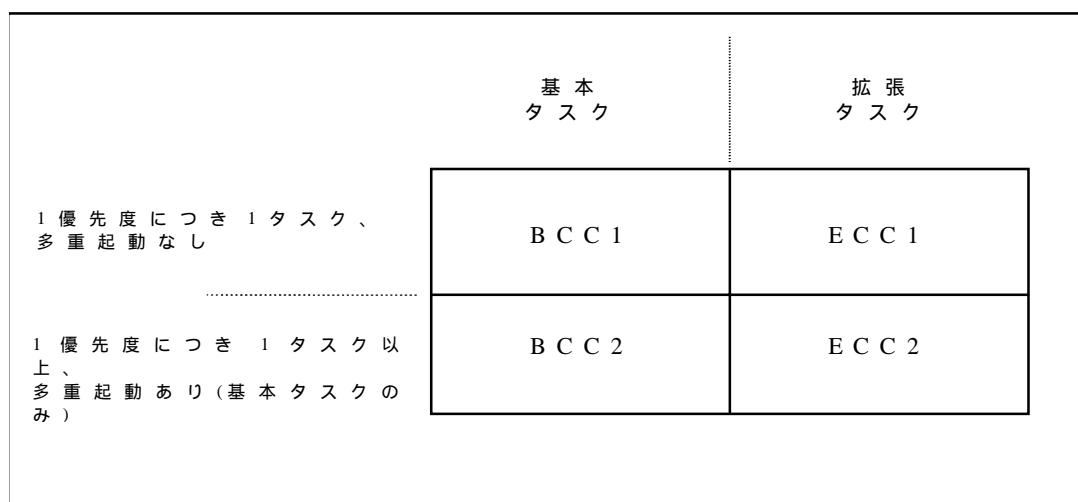 基本
タスク
拡張
タスク
1優先度につき1タスク、
多重起動なし
BCC1
ECC1
1優先度につき1タスク以
上、
多重起動あり(基本タスクの
み)
BCC2
ECC2